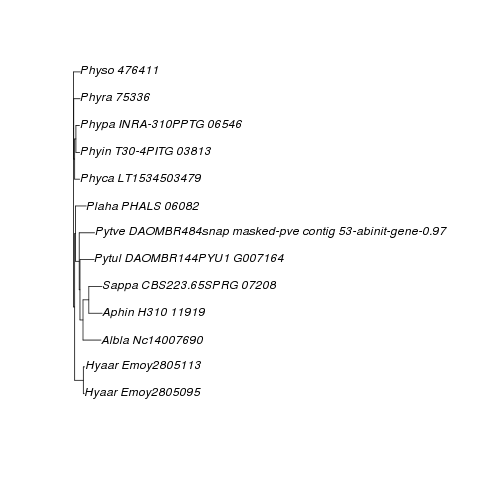 Physo 476411
Phyra 75336
Phypa INRA-310PPTG 06546
Phyin T30-4PITG 03813
Phyca LT1534503479
Plaha PHALS 06082
Pytve DAOMBR484snap masked-pve contig 53-abinit-gene-0.97
Pytul DAOMBR144PYU1 G007164
Sappa CBS223.65SPRG 07208
Aphin H310 11919
Albla Nc14007690
Hyaar Emoy2805113
Hyaar Emoy2805095